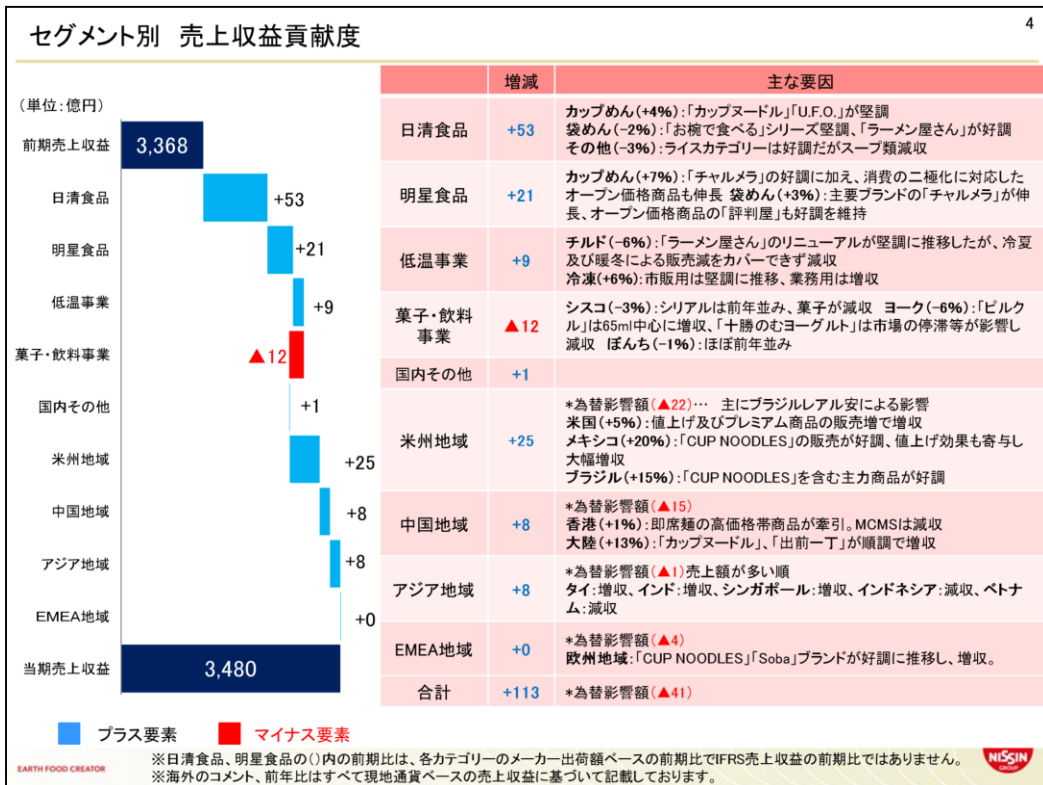 4
セグメント別 売上収益貢献度
(単位:億円)
前期売上収益 3,368
日清食品 +53
明星食品 +21
低温事業 +9
菓子・飲料事業 ▲12
国内その他 +1
米州地域 +25
中国地域 +8
アジア地域 +8
EMEA地域 +0
当期売上収益 3,480
プラス要素 マイナス要素
増減 主な要因
日清食品 +53
カップめん(+4%):「カップヌードル」「U.F.O.」が堅調
袋めん(-2%):「お椀で食べる」シリーズ堅調、「ラーメン屋さん」が好調
その他(-3%):ライスカテゴリーは好調だがスープ類減収
明星食品 +21
カップめん(+7%):「チャルメラ」の好調に加え、消費の二極化に対応した
オープン価格商品も伸長 袋めん(+3%):主要ブランドの「チャルメラ」が伸
長、オープン価格商品の「評判屋」も好調を維持
低温事業 +9
チルド(-6%):「ラーメン屋さん」のリニューアルが堅調に推移したが、冷夏
及び暖冬による販売減をカバーできず減収
冷凍(+6%):市販用は堅調に推移、業務用は増収
菓子・飲料
事業 ▲12
シスコ(-3%):シリアルは前年並み、菓子が減収 ヨーク(-6%):「ピルク
ル」は65ml中心に増収、「十勝のむヨーグルト」は市場の停滞等が影響し
減収 ぼんち(-1%):ほぼ前年並み
国内その他 +1
米州地域 +25
*為替影響額(▲22)… 主にブラジルレアル安による影響
米国(+5%):値上げ及びプレミアム商品の販売増で増収
メキシコ(+20%):「CUP NOODLES」の販売が好調、値上げ効果も寄与し
大幅増収
ブラジル(+15%):「CUP NOODLES」を含む主力商品が好調
中国地域 +8
*為替影響額(▲15)
香港(+1%):即席麺の高価格帯商品が牽引。MCMSは減収
大陸(+13%):「カップヌードル」、「出前一丁」が順調で増収
アジア地域 +8
*為替影響額(▲1)売上額が多い順
タイ:増収、インド:増収、シンガポール:増収、インドネシア:減収、ベトナ
ム:減収
EMEA地域 +0
*為替影響額(▲4)
欧州地域:「CUP NOODLES」「Soba」ブランドが好調に推移し、増収。
合計 +113 *為替影響額(▲41)
※日清食品、明星食品の()内の前期比は、各カテゴリーのメーカー出荷額ベースの前期比でIFRS売上収益の前期比ではありません。
※海外のコメント、前年比はすべて現地通貨ベースの売上収益に基づいて記載しております。
EARTH FOOD CREATOR
NISSIN
GROUP